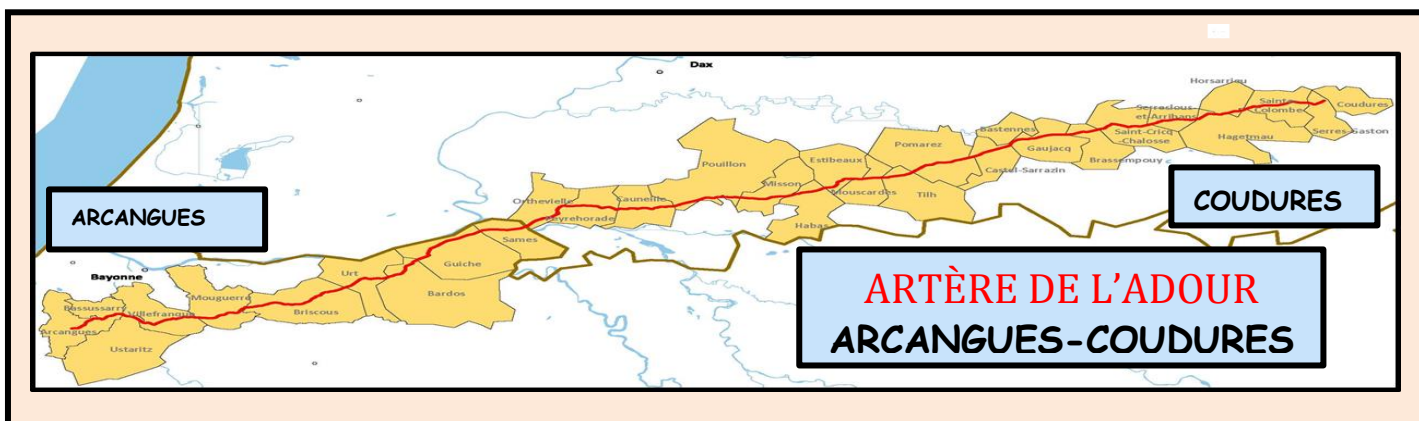 Dax
Horsarrieu
Sainte-
Colombe
Coudures
Serreslous-
et-Arribans
Bastennes
Saint-Cricq
-Chalosse
Hagetmau
Serres-Gaston
Pomarez
Gaujacq
Brassempouy
Pouillon
Estibeaux
Castel-Sarrazin
Misson
Mouscardès
Tilh
ARCANGUES
COUDURES
Orthevielle
Cauneille
Peyrehorade
Habas
Sames
Guiche
Urt
Bayonne
Bardos
Mouguerre
Briscous
Bassussarry
Villefranque
Arcangues
Ustaritz
ARTÈRE DE L’ADOUR
ARCANGUES-COUDURES